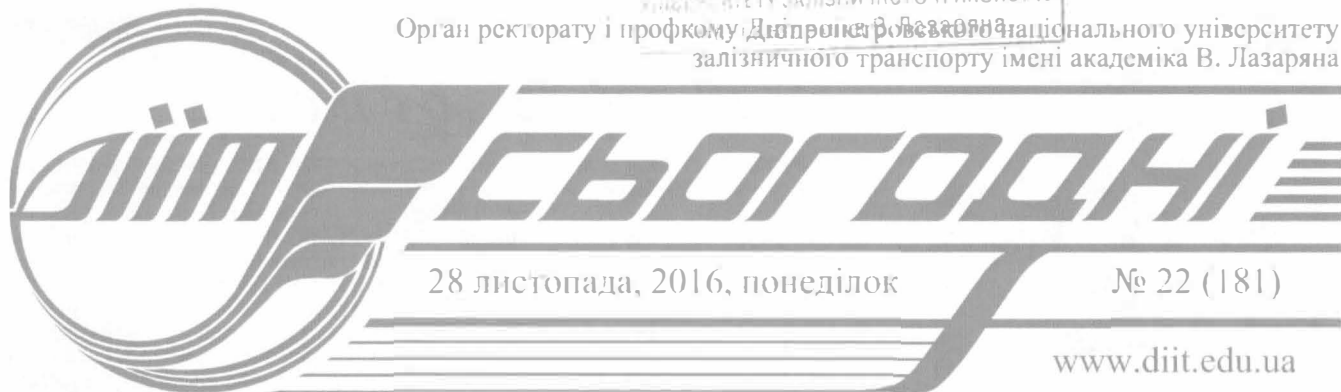 ЗАЛІЗНИЧНОГО
Орган ректорату і профкому Дніпропетровського національного університету
залізничного транспорту імені академіка В. Лазаряна
дііт СЬОГОДНІ
28 листопада, 2016, понеділок № 22 (181)
www.diit.edu.ua